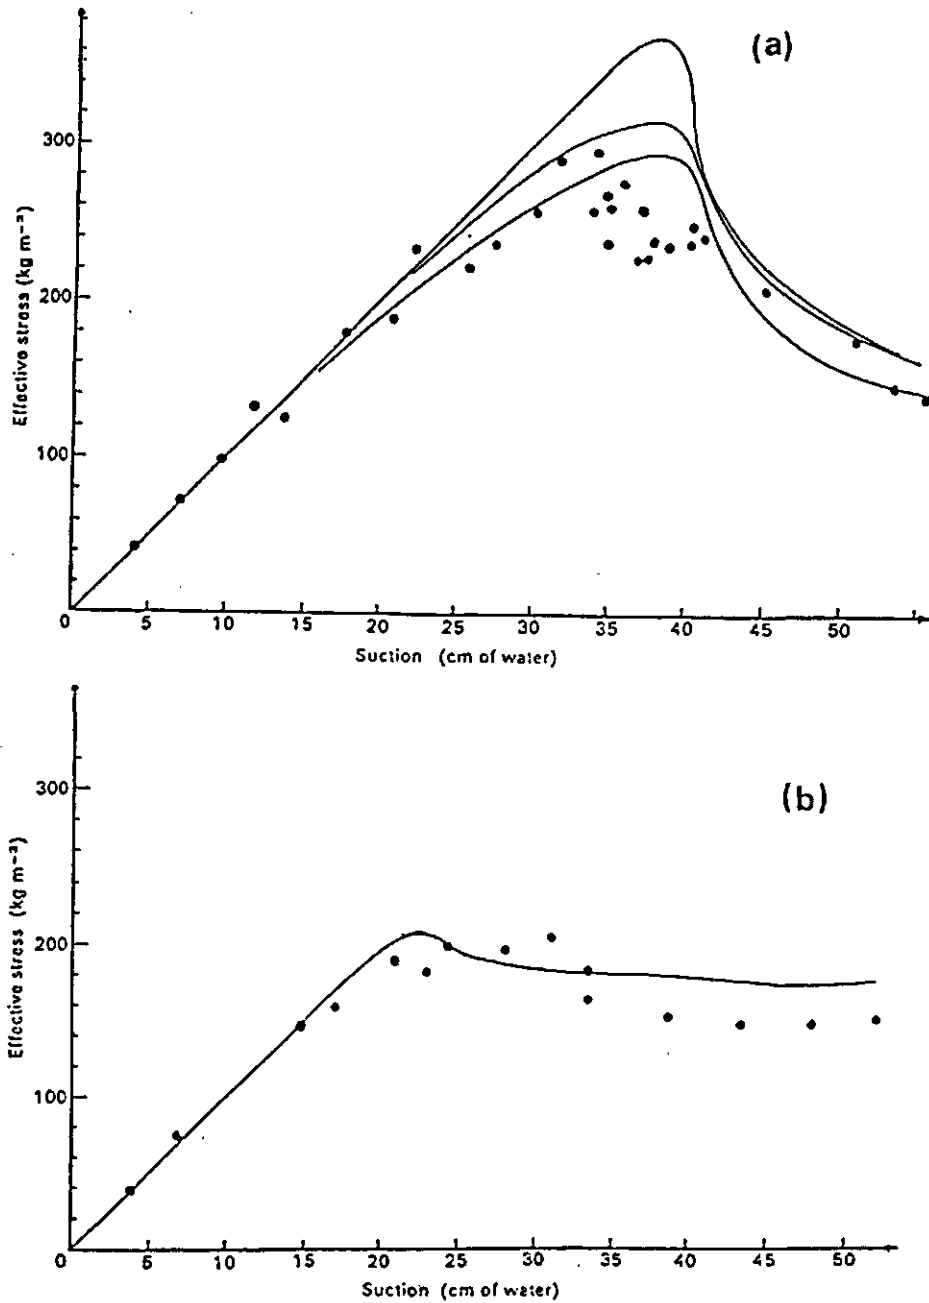 (a)
Effective stress (kg m⁻²)
300
200
100
0 5 10 15 20 25 30 35 40 45 50
Suction (cm of water)
(b)
Effective stress (kg m⁻²)
300
200
100
0 5 10 15 20 25 30 35 40 45 50
Suction (cm of water)